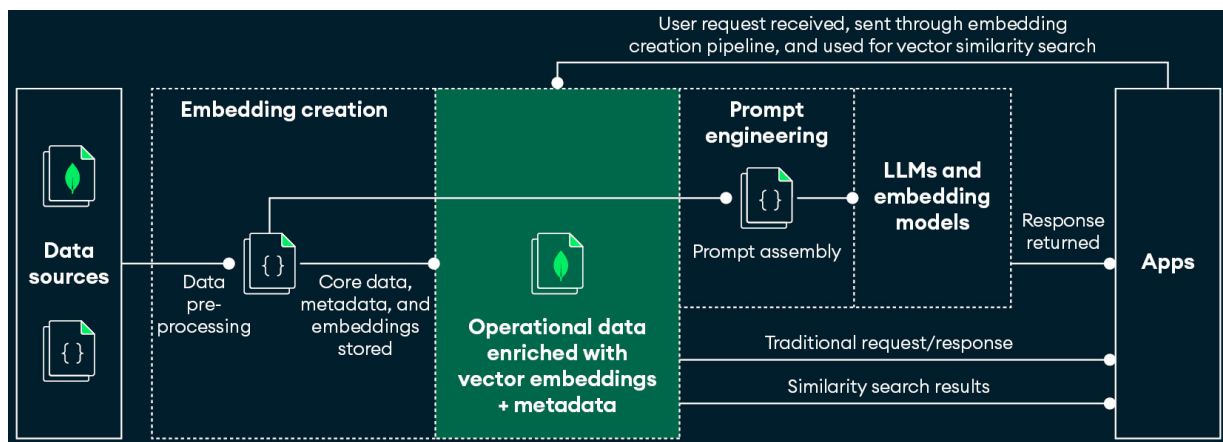 User request received, sent through embedding
creation pipeline, and used for vector similarity search
Embedding creation
Prompt
engineering
LLMs and
embedding
models
{ }
Prompt assembly
Response
returned
Data
sources
{ }
Data
pre-
processing
{ }
Core data,
metadata, and
embeddings
stored
Operational data
enriched with
vector embeddings
+ metadata
Apps
Traditional request/response
Similarity search results